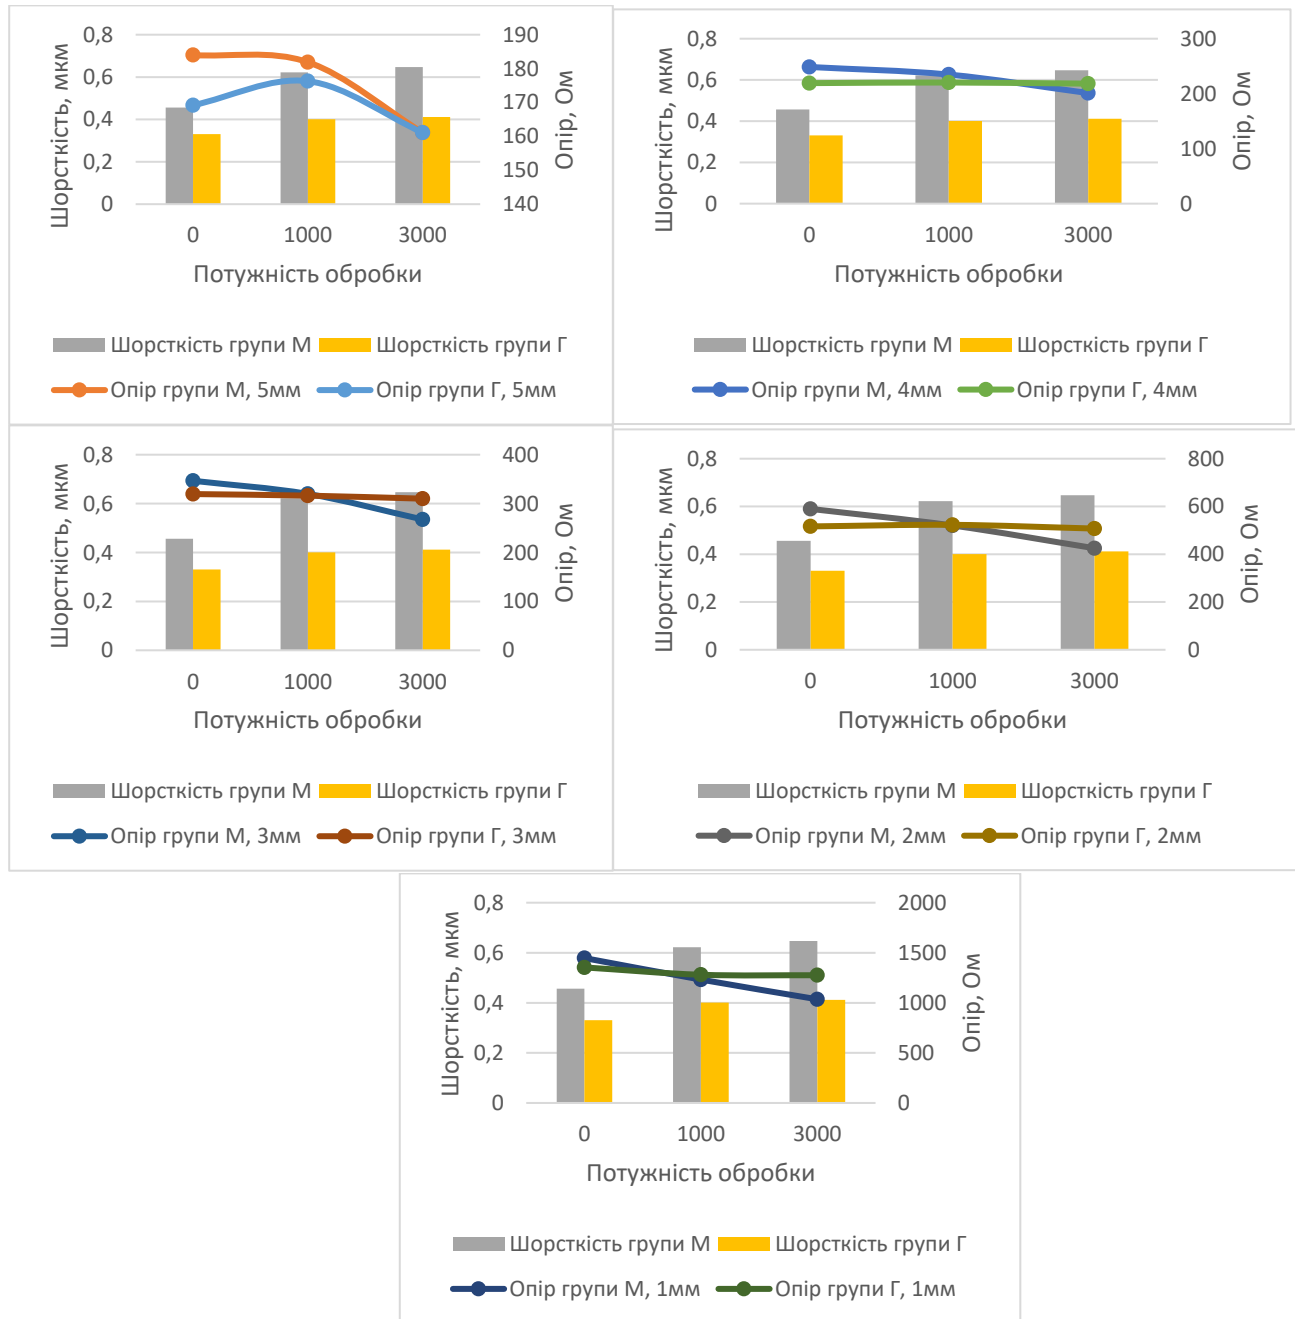 Шорсткість, мкм
0,8
0,6
0,4
0,2
0
190
180
170
160
150
140
Опір, Ом
0 1000 3000
Потужність обробки
Шорсткість групи М Шорсткість групи Г
Опір групи М, 5мм Опір групи Г, 5мм
Шорсткість, мкм
0,8
0,6
0,4
0,2
0
300
200
100
0
Опір, Ом
0 1000 3000
Потужність обробки
Шорсткість групи М Шорсткість групи Г
Опір групи М, 4мм Опір групи Г, 4мм
Шорсткість, мкм
0,8
0,6
0,4
0,2
0
400
300
200
100
0
Опір, Ом
0 1000 3000
Потужність обробки
Шорсткість групи М Шорсткість групи Г
Опір групи М, 3мм Опір групи Г, 3мм
Шорсткість, мкм
0,8
0,6
0,4
0,2
0
800
600
400
200
0
Опір, Ом
0 1000 3000
Потужність обробки
Шорсткість групи М Шорсткість групи Г
Опір групи М, 2мм Опір групи Г, 2мм
Шорсткість, мкм
0,8
0,6
0,4
0,2
0
2000
1500
1000
500
0
Опір, Ом
0 1000 3000
Потужність обробки
Шорсткість групи М Шорсткість групи Г
Опір групи М, 1мм Опір групи Г, 1мм